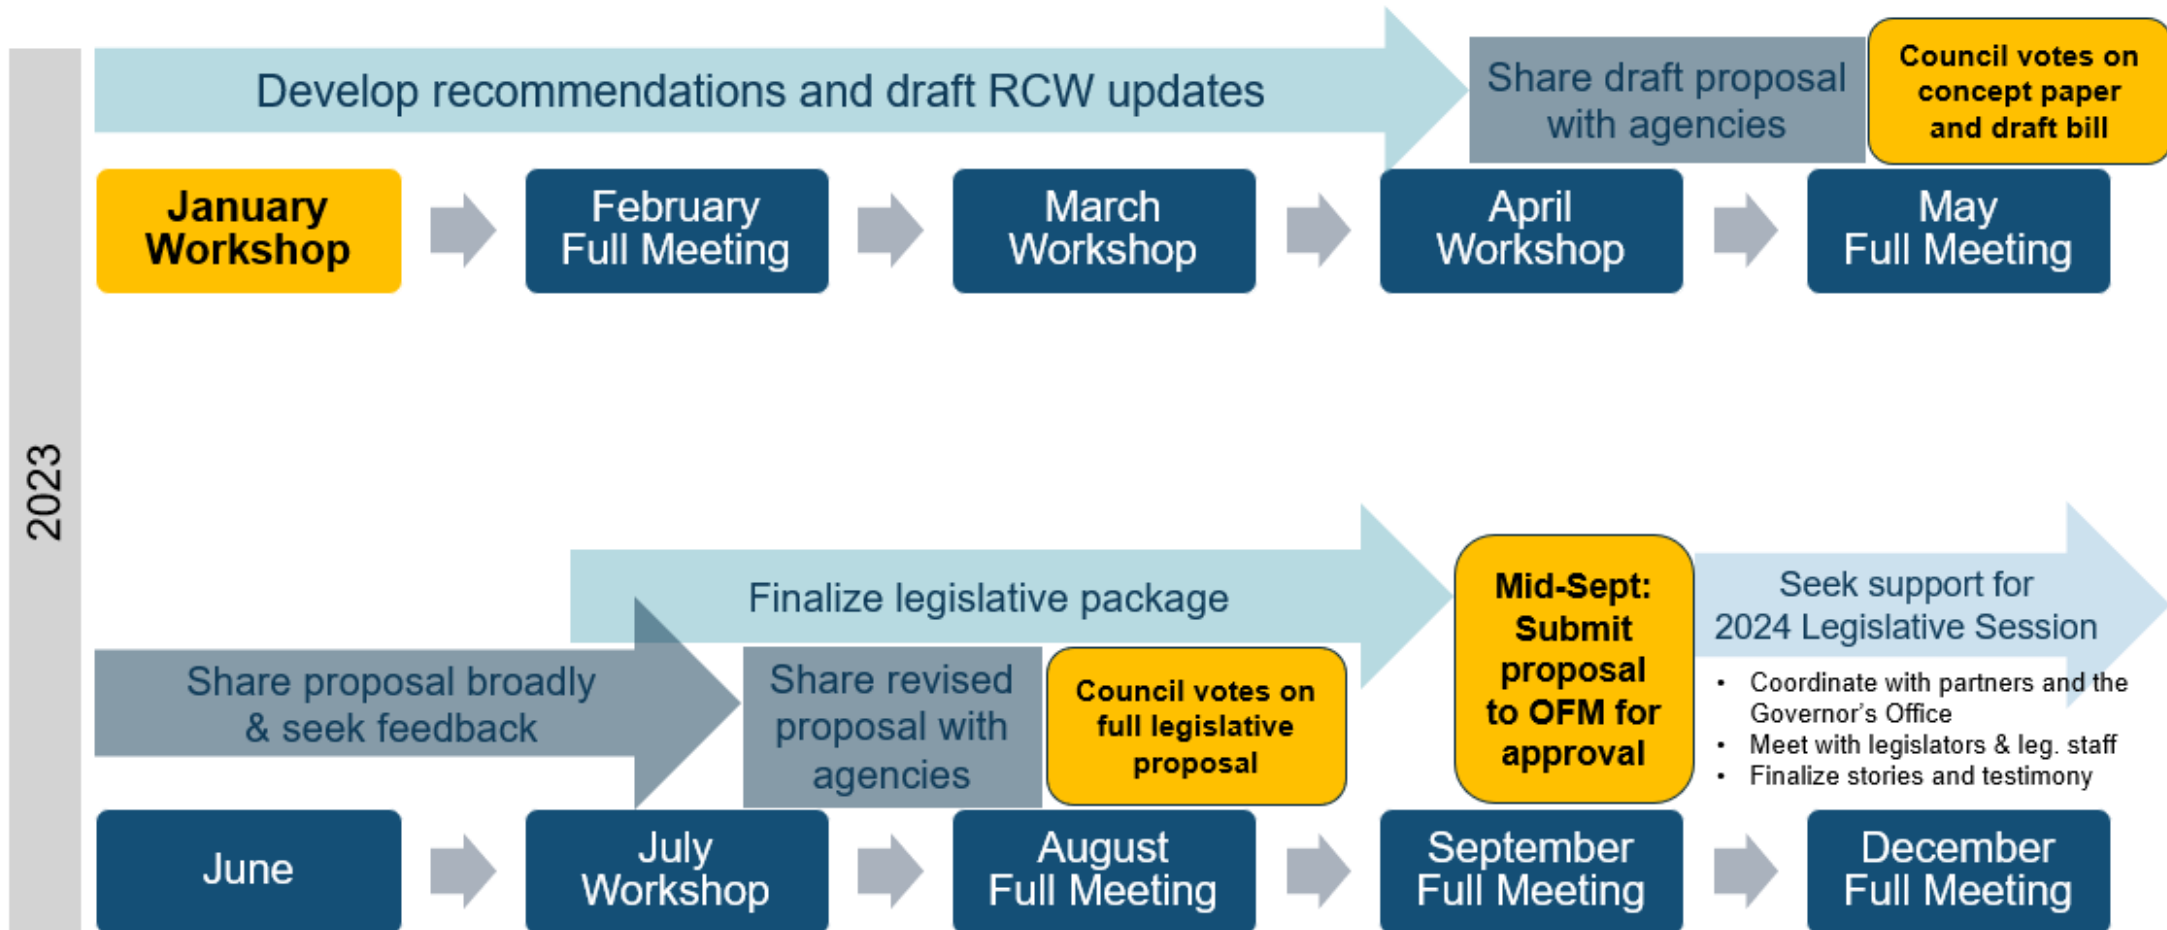 2023
Develop recommendations and draft RCW updates
Share draft proposal
with agencies
Council votes on
concept paper
and draft bill
January
Workshop
February
Full Meeting
March
Workshop
April
Workshop
May
Full Meeting
Finalize legislative package
Share proposal broadly
& seek feedback
Share revised
proposal with
agencies
Council votes on
full legislative
proposal
Mid-Sept:
Submit
proposal
to OFM for
approval
Seek support for
2024 Legislative Session
• Coordinate with partners and the
Governor's Office
• Meet with legislators & leg. staff
• Finalize stories and testimony
June
July
Workshop
August
Full Meeting
September
Full Meeting
December
Full Meeting